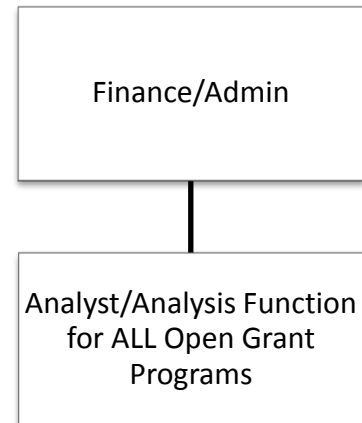 Finance/Admin
Analyst/Analysis Function
for ALL Open Grant
Programs